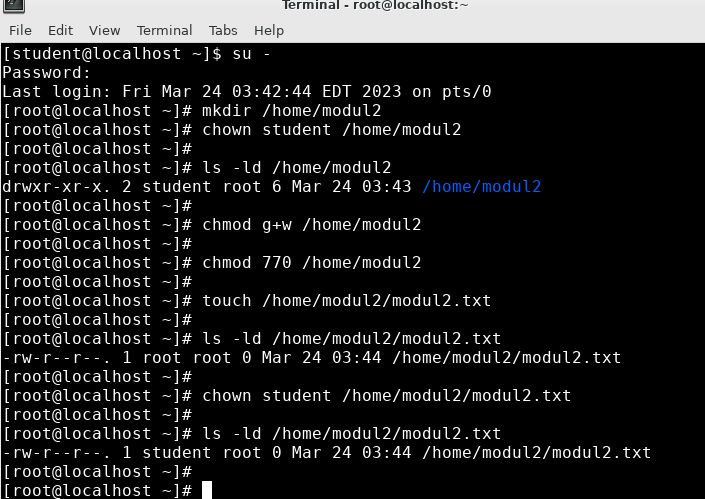 Terminal - root@localhost:~
File Edit View Terminal Tabs Help
[student@localhost ~]$ su -
Password:
Last login: Fri Mar 24 03:42:44 EDT 2023 on pts/0
[root@localhost ~]# mkdir /home/modul2
[root@localhost ~]# chown student /home/modul2
[root@localhost ~]#
[root@localhost ~]# ls -ld /home/modul2
drwxr-xr-x. 2 student root 6 Mar 24 03:43 /home/modul2
[root@localhost ~]#
[root@localhost ~]# chmod g+w /home/modul2
[root@localhost ~]#
[root@localhost ~]# chmod 770 /home/modul2
[root@localhost ~]#
[root@localhost ~]# touch /home/modul2/modul2.txt
[root@localhost ~]#
[root@localhost ~]# ls -ld /home/modul2/modul2.txt
-rw-r--r--. 1 root root 0 Mar 24 03:44 /home/modul2/modul2.txt
[root@localhost ~]#
[root@localhost ~]# chown student /home/modul2/modul2.txt
[root@localhost ~]#
[root@localhost ~]# ls -ld /home/modul2/modul2.txt
-rw-r--r--. 1 student root 0 Mar 24 03:44 /home/modul2/modul2.txt
[root@localhost ~]#
[root@localhost ~]#